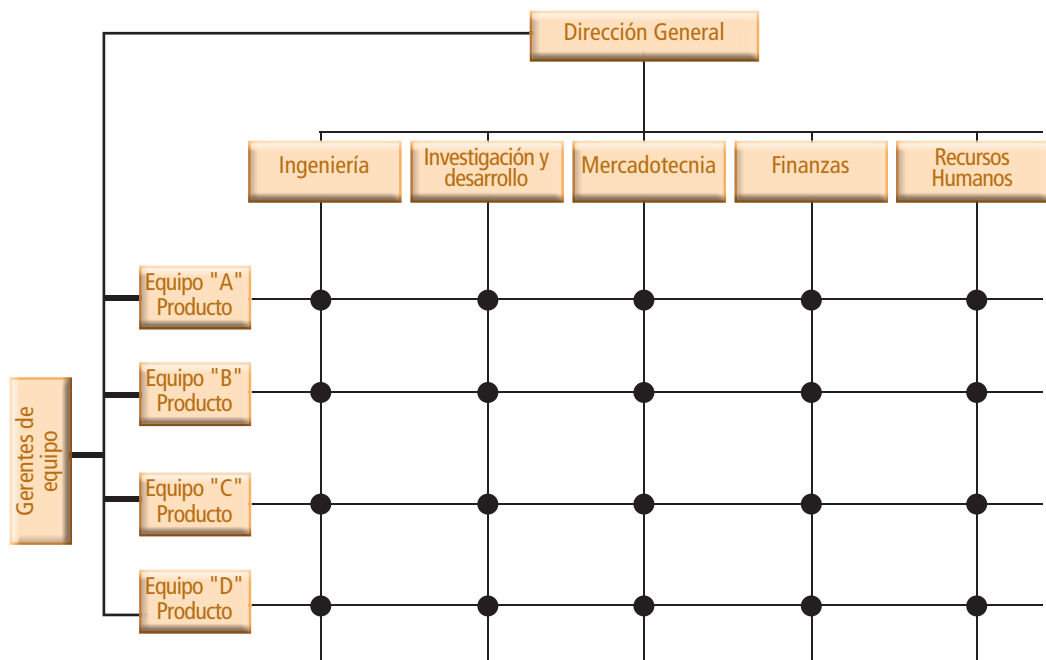 Dirección General
Ingeniería
Investigación y
desarrollo
Mercadotecnia
Finanzas
Recursos
Humanos
Equipo "A"
Producto
Equipo "B"
Producto
Gerentes de
equipo
Equipo "C"
Producto
Equipo "D"
Producto